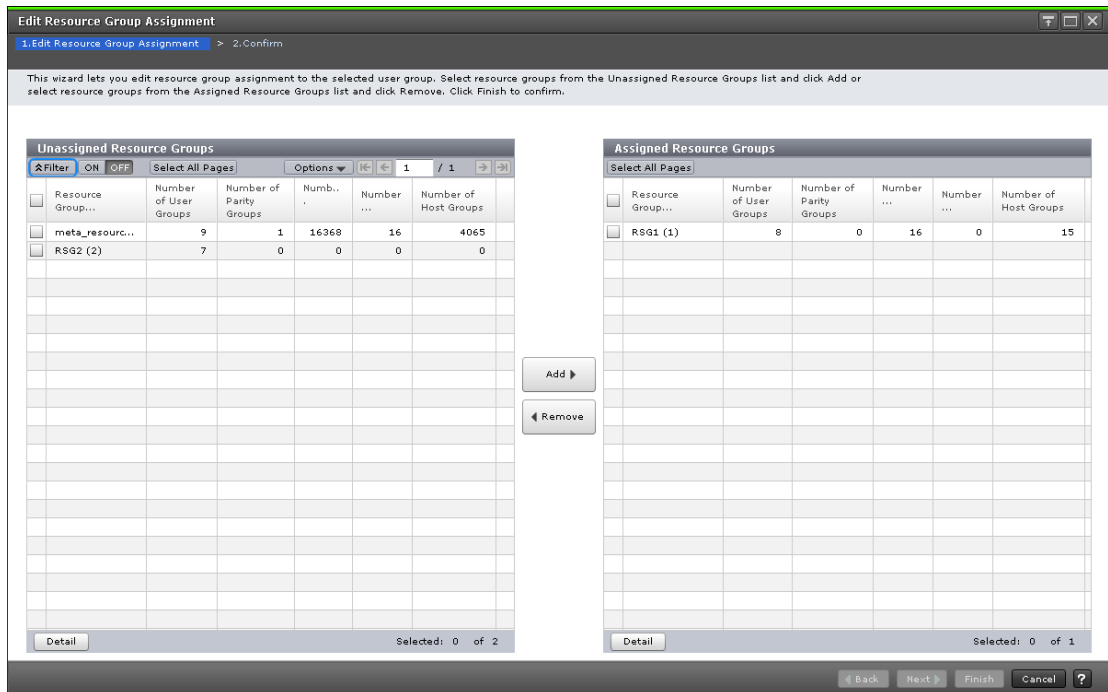 Edit Resource Group Assignment
1.Edit Resource Group Assignment > 2.Confirm
This wizard lets you edit resource group assignment to the selected user group. Select resource groups from the Unassigned Resource Groups list and click Add or
select resource groups from the Assigned Resource Groups list and click Remove. Click Finish to confirm.
Unassigned Resource Groups
Filter ON OFF Select All Pages Options 1 / 1
Resource Group... Number of User Groups Number of Parity Groups Numb.. . Number ... Number of Host Groups
meta_resourc... 9 1 16368 16 4065
RSG2 (2) 7 0 0 0 0
Detail Selected: 0 of 2
Add
Remove
Assigned Resource Groups
Select All Pages
Resource Group... Number of User Groups Number of Parity Groups Number ... Number ... Number of Host Groups
RSG1 (1) 8 0 16 0 15
Detail Selected: 0 of 1
Back Next Finish Cancel ?